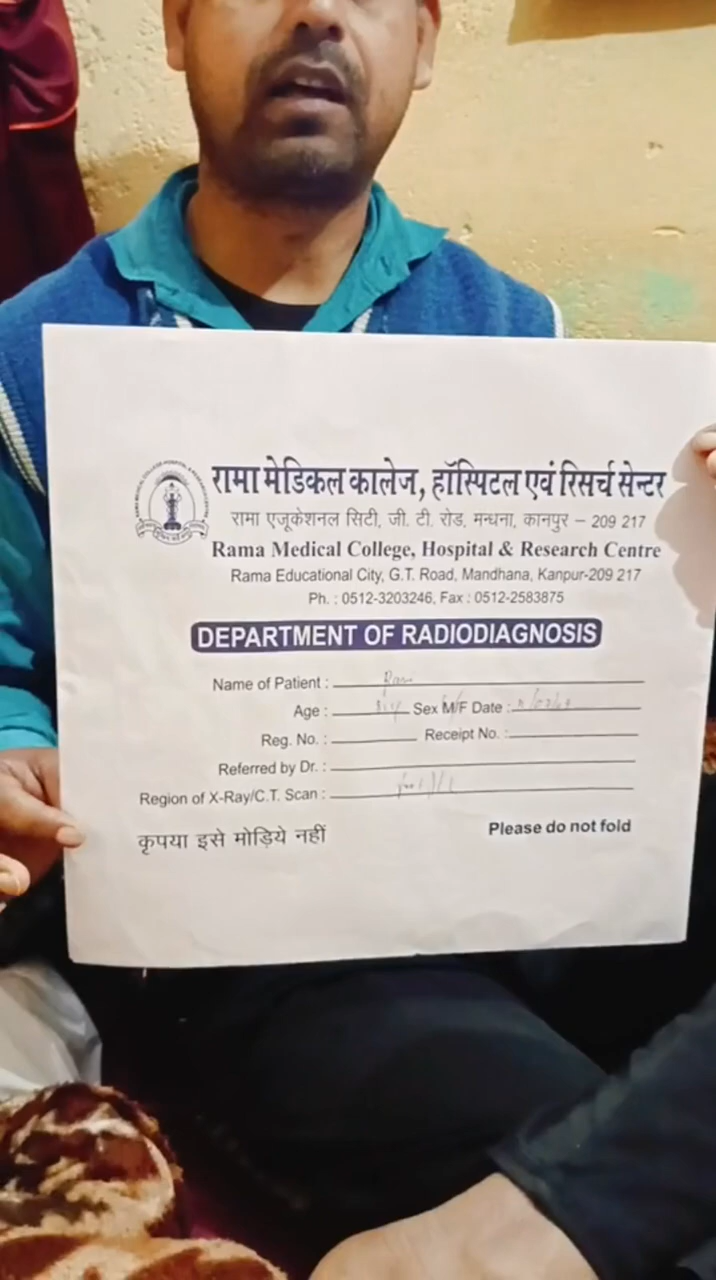 रामा मेडिकल कालेज, हॉस्पिटल एवं रिसर्च सेन्टर
रामा एजूकेशनल सिटी, जी. टी. रोड, मन्धना, कानपुर – 209 217
Rama Medical College, Hospital & Research Centre
Rama Educational City, G.T. Road, Mandhana, Kanpur-209 217
Ph. : 0512-3203246, Fax : 0512-2583875
DEPARTMENT OF RADIODIAGNOSIS
Name of Patient :
Age : Sex M/F Date :
Reg. No. : Receipt No. :
Referred by Dr. :
Region of X-Ray/C.T. Scan :
कृपया इसे मोड़िये नहीं Please do not fold